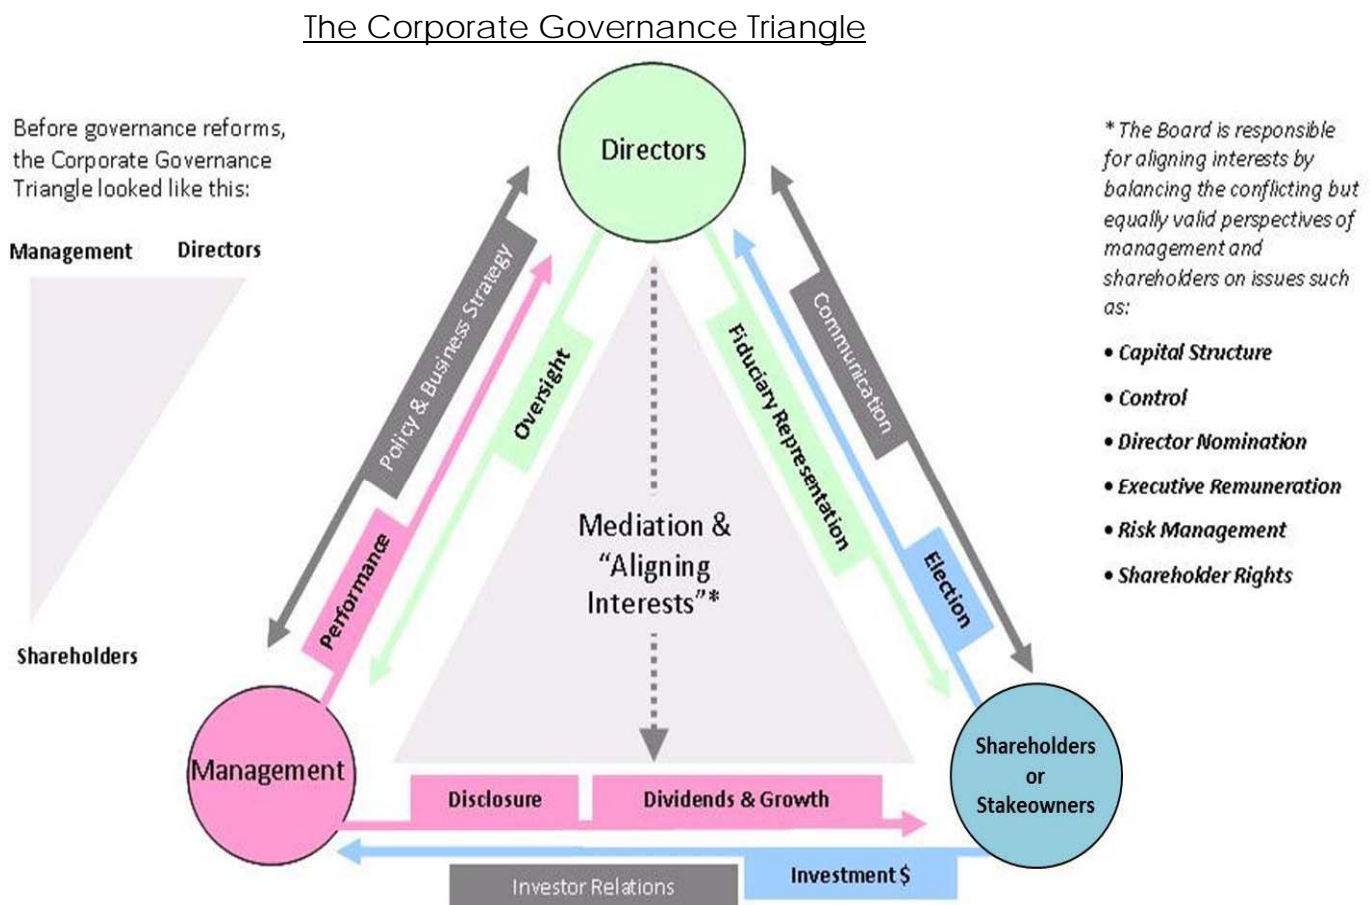 The Corporate Governance Triangle
Before governance reforms,
the Corporate Governance
Triangle looked like this:
Management Directors
Shareholders
Directors
Policy & Business Strategy
Performance
Oversight
Fiduciary Representation
Communication
Election
Mediation &
“Aligning
Interests”*
Management
Shareholders
or
Stakeowners
Disclosure
Dividends & Growth
Investor Relations
Investment $
* The Board is responsible
for aligning interests by
balancing the conflicting but
equally valid perspectives of
management and
shareholders on issues such
as:
• Capital Structure
• Control
• Director Nomination
• Executive Remuneration
• Risk Management
• Shareholder Rights